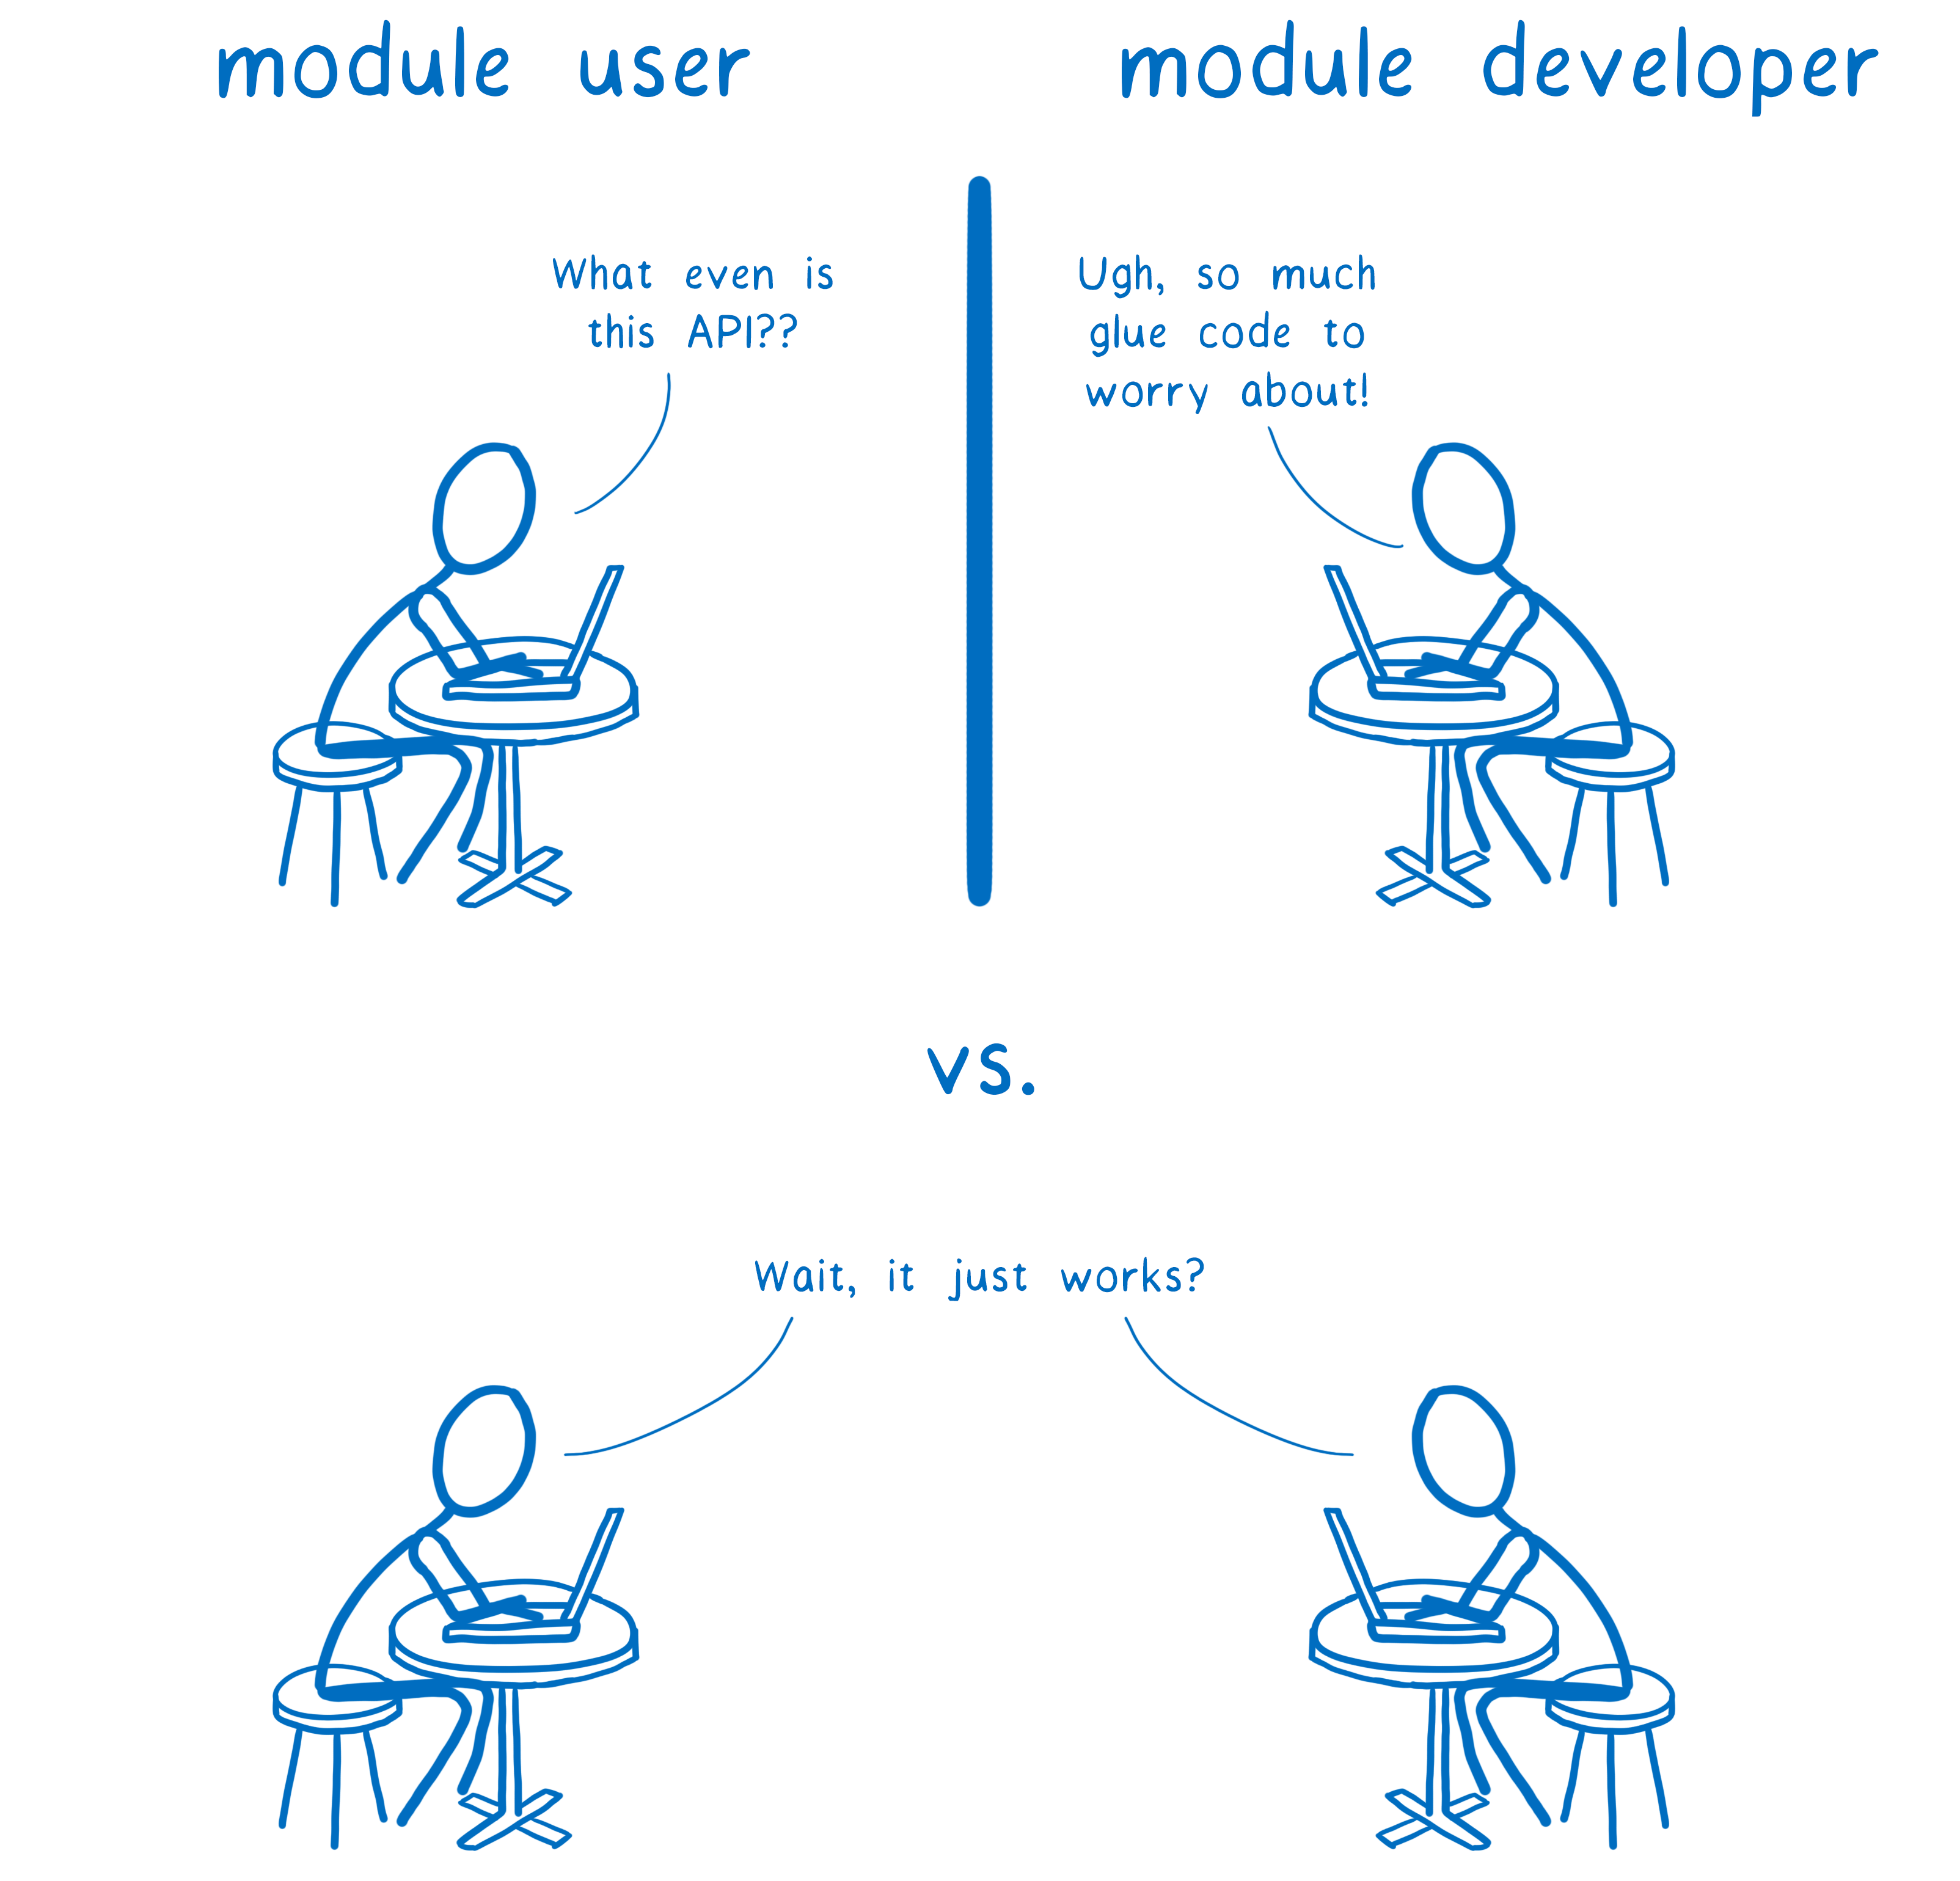 module user
module developer
What even is
this API??
Ugh, so much
glue code to
worry about!
vs.
Wait, it just works?